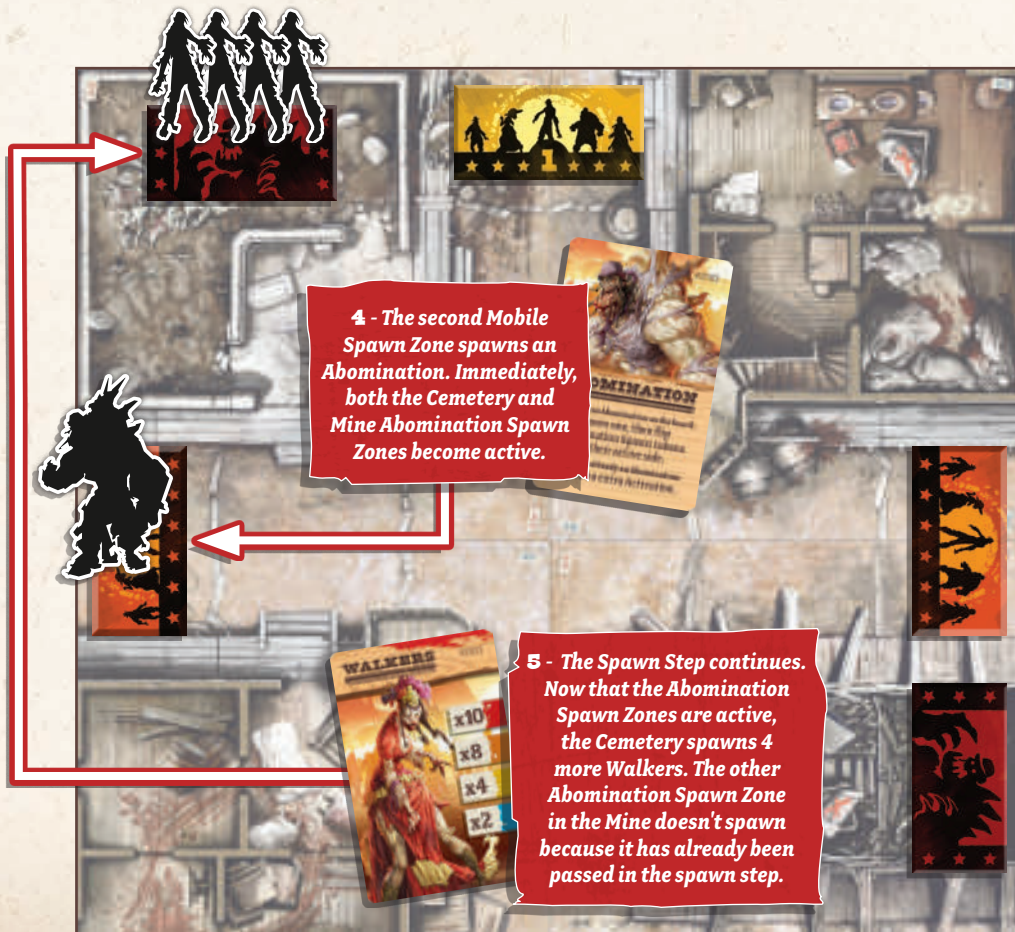 1
4 - The second Mobile
Spawn Zone spawns an
Abomination. Immediately,
both the Cemetery and
Mine Abomination Spawn
Zones become active.
OMINATION
WALKERS
x10
x8
x4
x2
5 - The Spawn Step continues.
Now that the Abomination
Spawn Zones are active,
the Cemetery spawns 4
more Walkers. The other
Abomination Spawn Zone
in the Mine doesn't spawn
because it has already been
passed in the spawn step.